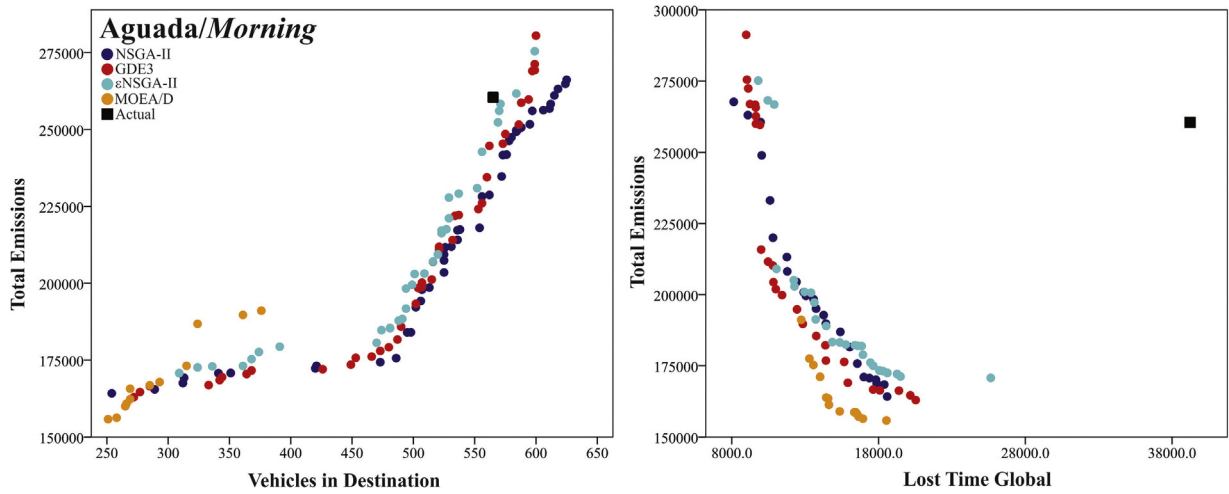 Aguada/Morning
NSGA-II
GDE3
εNSGA-II
MOEA/D
Actual
Total Emissions
275000
250000
225000
200000
175000
150000
250 300 350 400 450 500 550 600 650
Vehicles in Destination
Total Emissions
300000
275000
250000
225000
200000
175000
150000
8000.0 18000.0 28000.0 38000.0
Lost Time Global